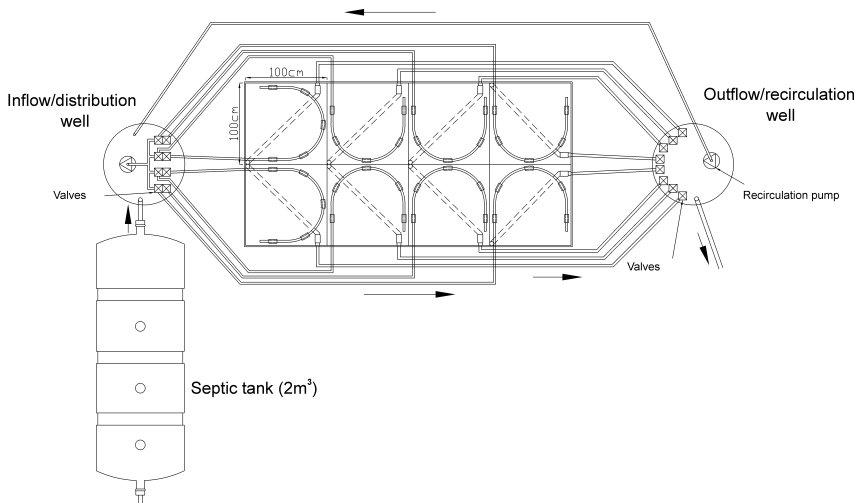 100cm
100cm
Inflow/distribution
well
Outflow/recirculation
well
Valves
Recirculation pump
Valves
Septic tank (2m³)